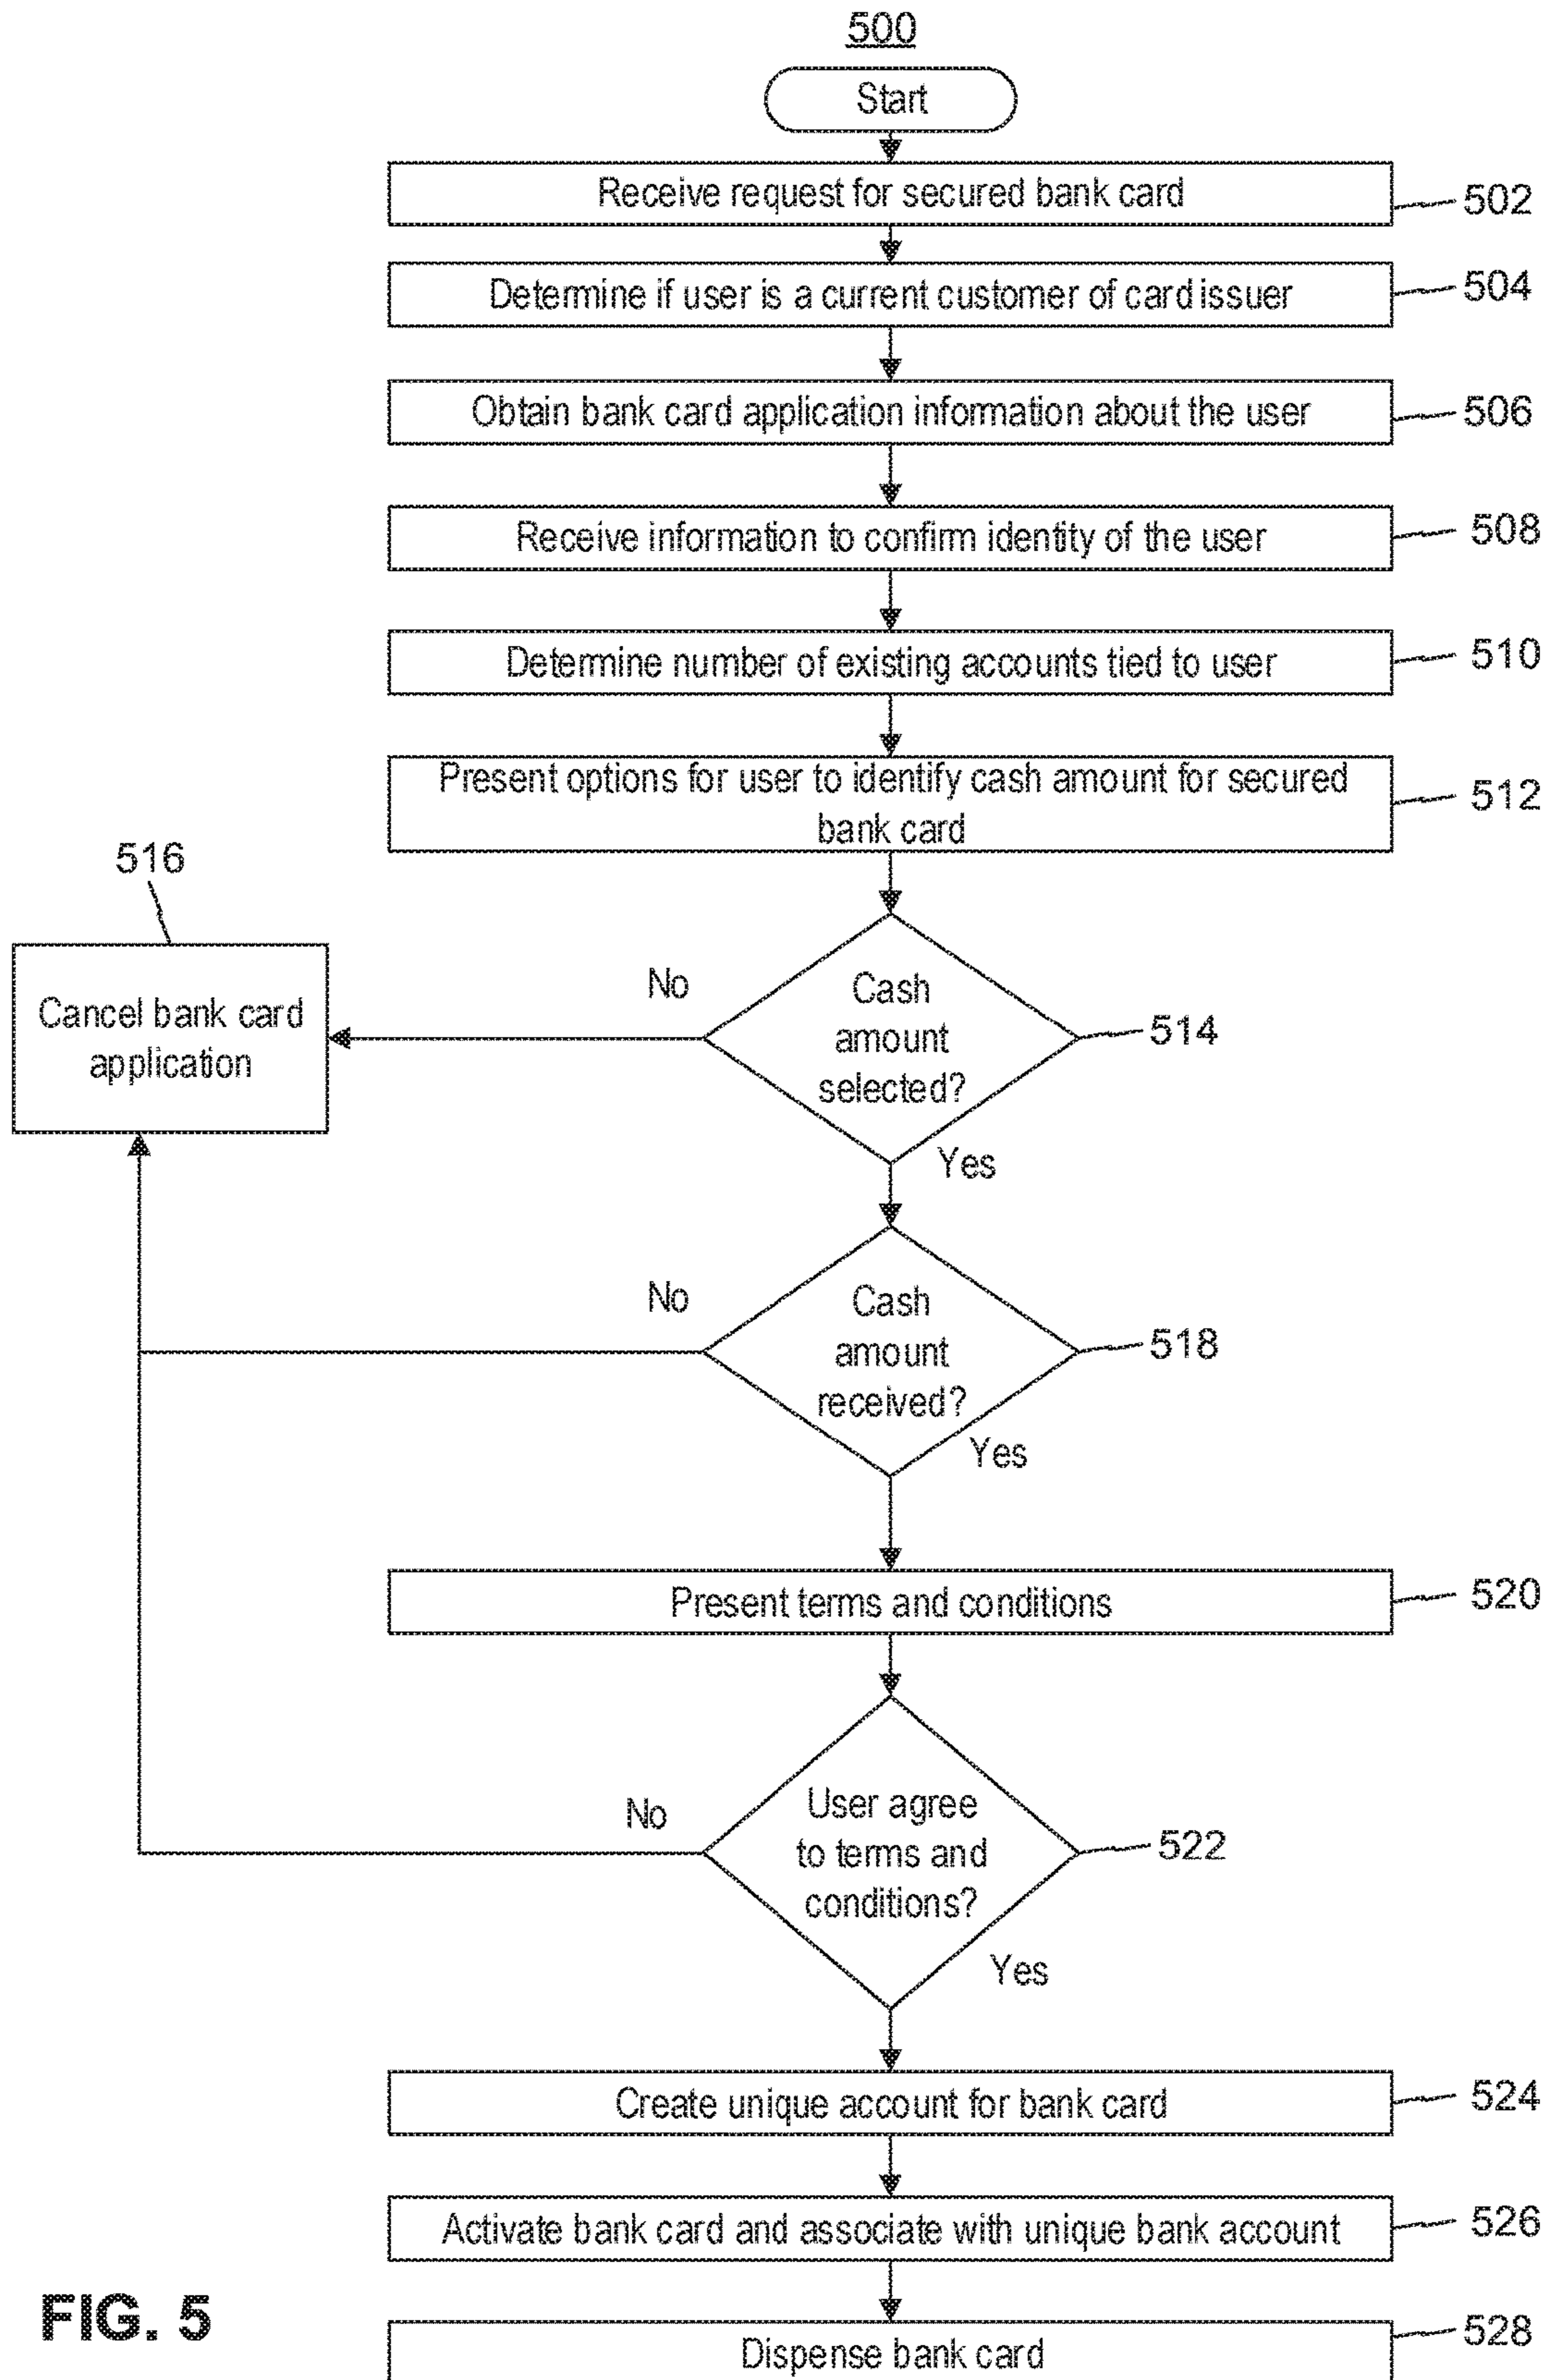 500
Start
Receive request for secured bank card
502
Determine if user is a current customer of card issuer
504
Obtain bank card application information about the user
506
Receive information to confirm identity of the user
508
Determine number of existing accounts tied to user
510
Present options for user to identify cash amount for secured
bank card
512
516
Cancel bank card
application
No
Cash
amount
selected?
514
Yes
No
Cash
amount
received?
518
Yes
Present terms and conditions
520
No
User agree
to terms and
conditions?
522
Yes
Create unique account for bank card
524
Activate bank card and associate with unique bank account
526
Dispense bank card
528
FIG. 5